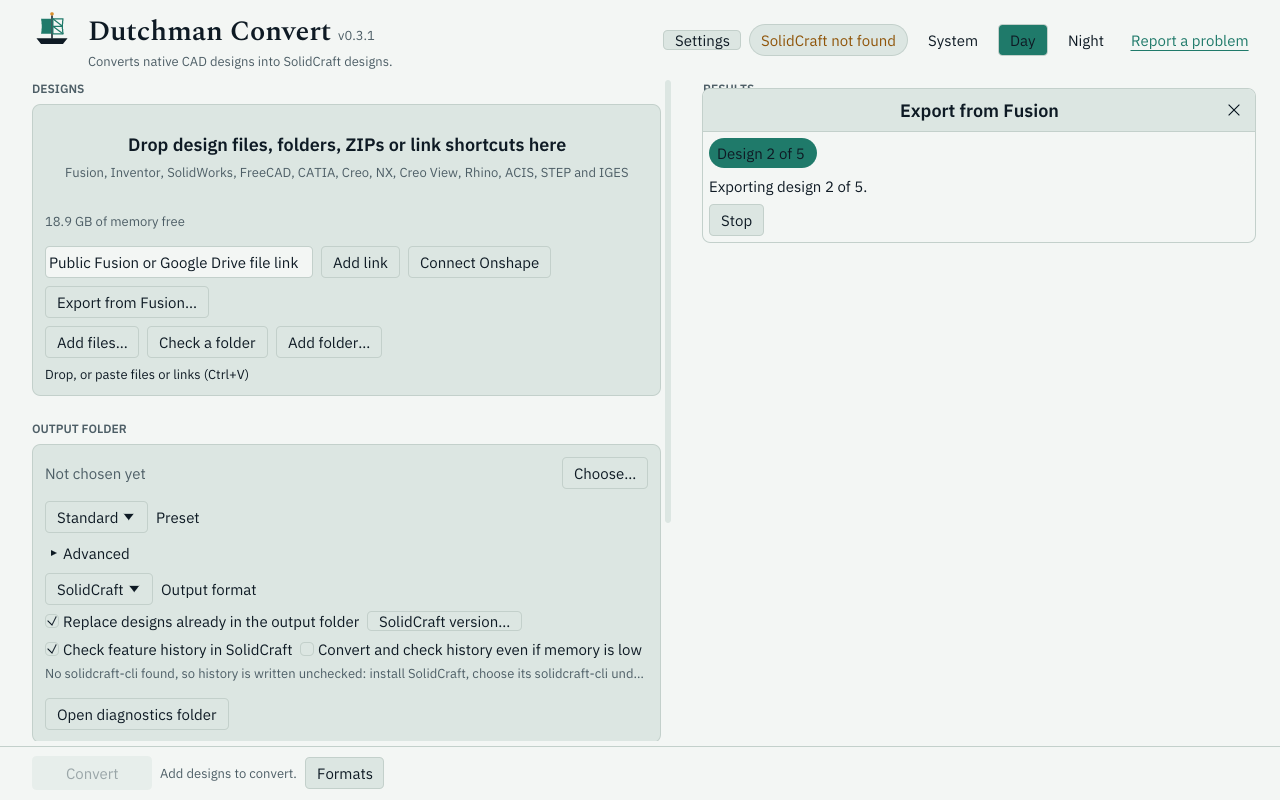 Dutchman Convert v0.3.1
Converts native CAD designs into SolidCraft designs.
Settings
SolidCraft not found
System
Day
Night
Report a problem
DESIGNS
Drop design files, folders, ZIPs or link shortcuts here
Fusion, Inventor, SolidWorks, FreeCAD, CATIA, Creo, NX, Creo View, Rhino, ACIS, STEP and IGES
18.9 GB of memory free
Public Fusion or Google Drive file link
Add link
Connect Onshape
Export from Fusion...
Add files...
Check a folder
Add folder...
Drop, or paste files or links (Ctrl+V)
OUTPUT FOLDER
Not chosen yet
Choose...
Standard
Preset
Advanced
SolidCraft
Output format
Replace designs already in the output folder
SolidCraft version...
Check feature history in SolidCraft
Convert and check history even if memory is low
No solidcraft-cli found, so history is written unchecked: install SolidCraft, choose its solidcraft-cli und...
Open diagnostics folder
Convert
Add designs to convert.
Formats
RESULTS
Export from Fusion
Design 2 of 5
Exporting design 2 of 5.
Stop